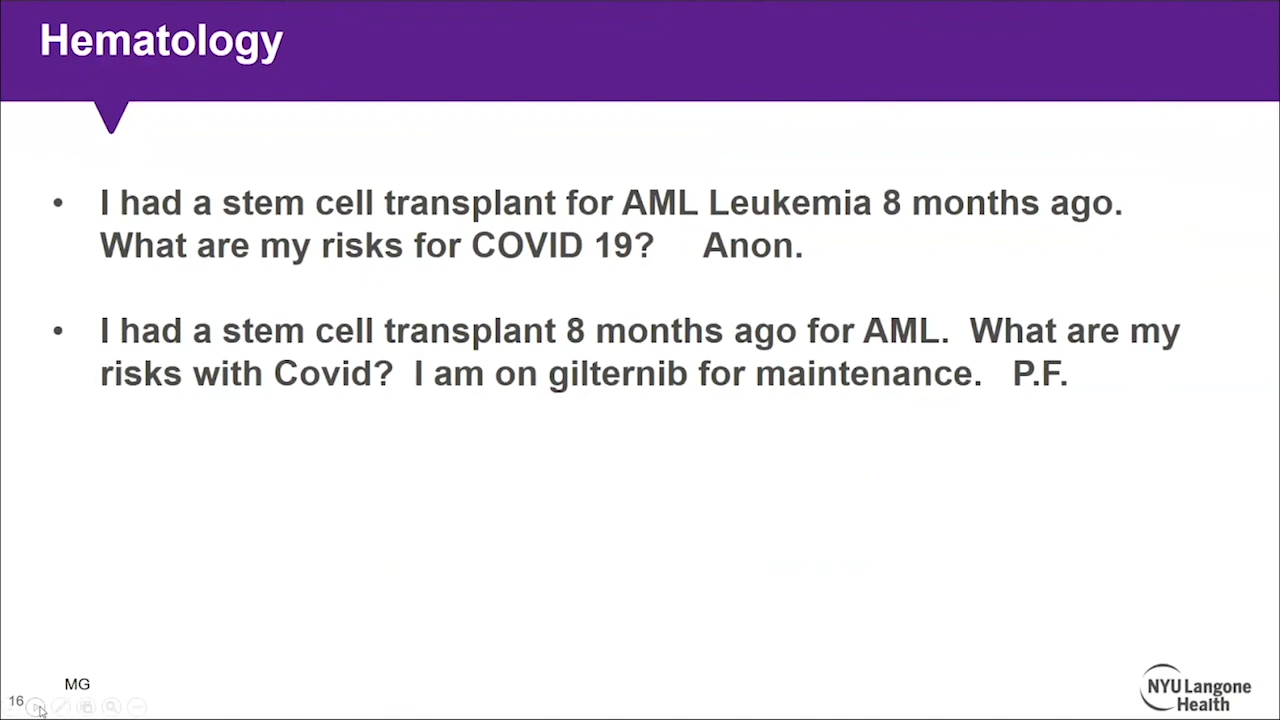 Hematology
• I had a stem cell transplant for AML Leukemia 8 months ago.
What are my risks for COVID 19? Anon.
• I had a stem cell transplant 8 months ago for AML. What are my
risks with Covid? I am on gilternib for maintenance. P.F.
MG
16
NYU Langone
Health